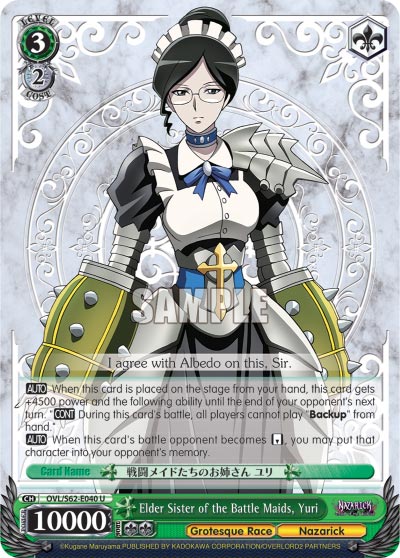 LEVEL
3
2
COST
SAMPLE
I agree with Albedo on this, Sir.
AUTO When this card is placed on the stage from your hand, this card gets
+4500 power and the following ability until the end of your opponent's next
turn. "CONT During this card's battle, all players cannot play "Backup" from
hand."
AUTO When this card's battle opponent becomes , you may put that
character into your opponent's memory.
Card Name
戦闘メイドたちのお姉さん ユリ
CH OVL/S62-E040 U
Elder Sister of the Battle Maids, Yuri
NAZARICK
POWER
10000
SOUL
Grotesque Race
Nazarick
©Kugane Maruyama,PUBLISHED BY KADOKAWA CORPORATION/OVERLORD2 PARTNERS